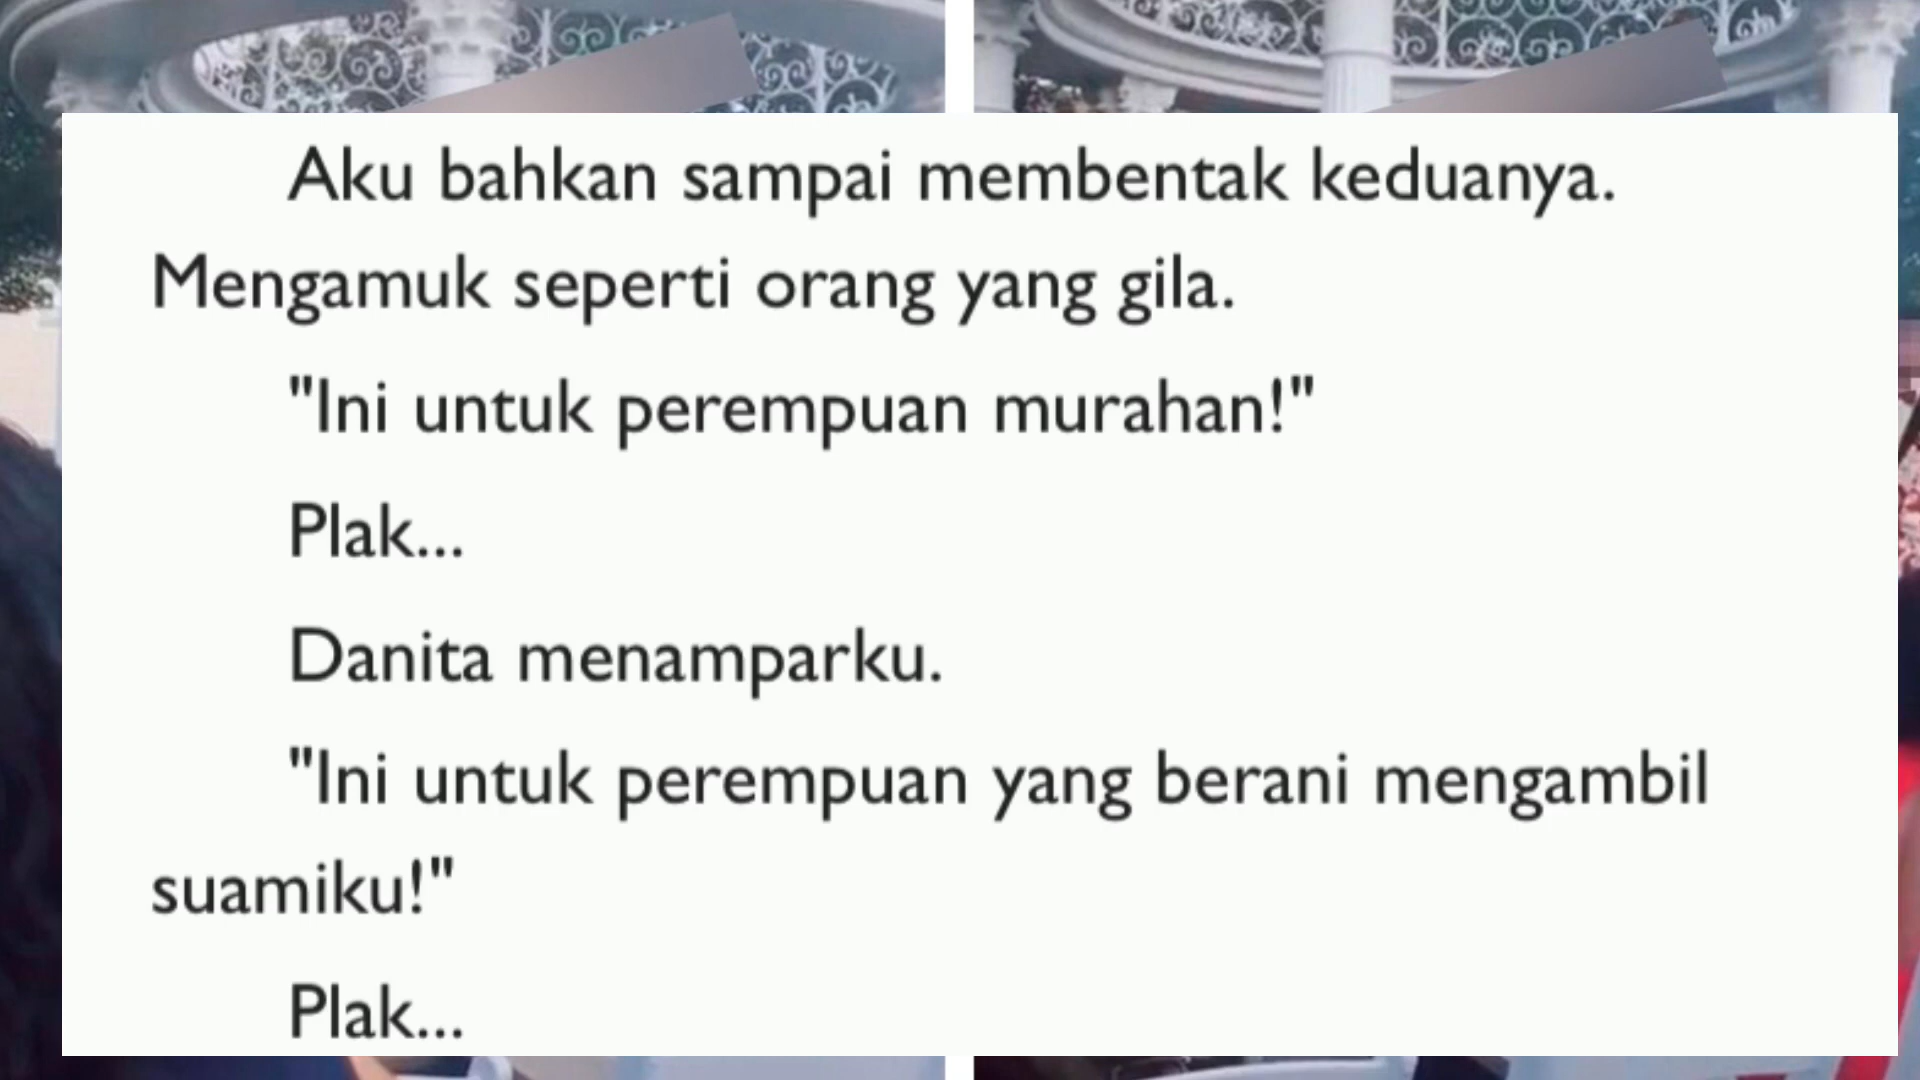 Aku bahkan sampai membentak keduanya.
Mengamuk seperti orang yang gila.
"Ini untuk perempuan murahan!"
Plak...
Danita menamparku.
"Ini untuk perempuan yang berani mengambil
suamiku!"
Plak...